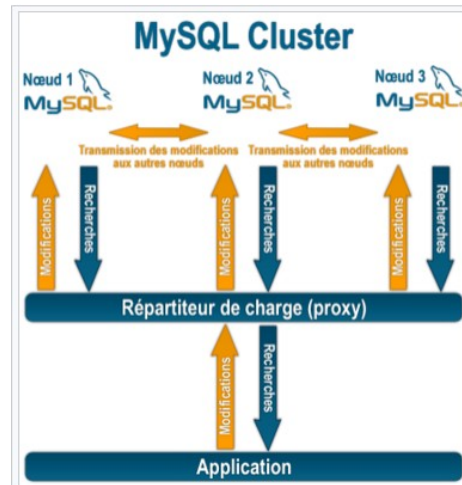 MySQL Cluster
Nœud 1
MySQL®
Nœud 2
MySQL®
Nœud 3
MySQL®
Transmission des modifications
aux autres nœuds
Transmission des modifications
aux autres nœuds
Modifications
Recherches
Modifications
Recherches
Modifications
Recherches
Répartiteur de charge (proxy)
Modifications
Recherches
Application